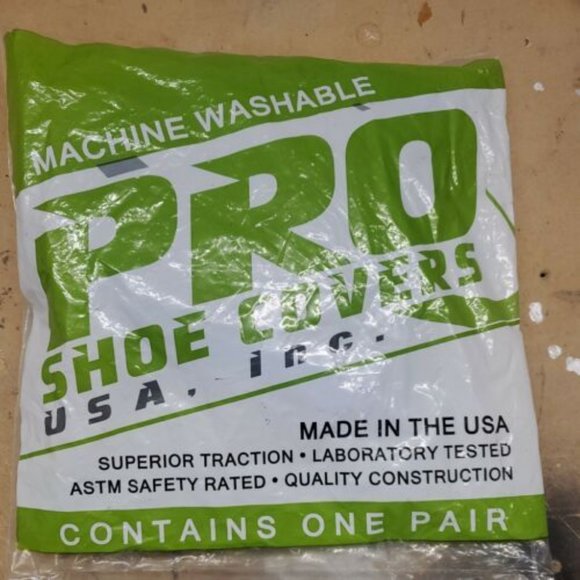 MACHINE WASHABLE
PRO
SHOE COVERS
USA, Inc.
MADE IN THE USA
SUPERIOR TRACTION • LABORATORY TESTED
ASTM SAFETY RATED • QUALITY CONSTRUCTION
CONTAINS ONE PAIR